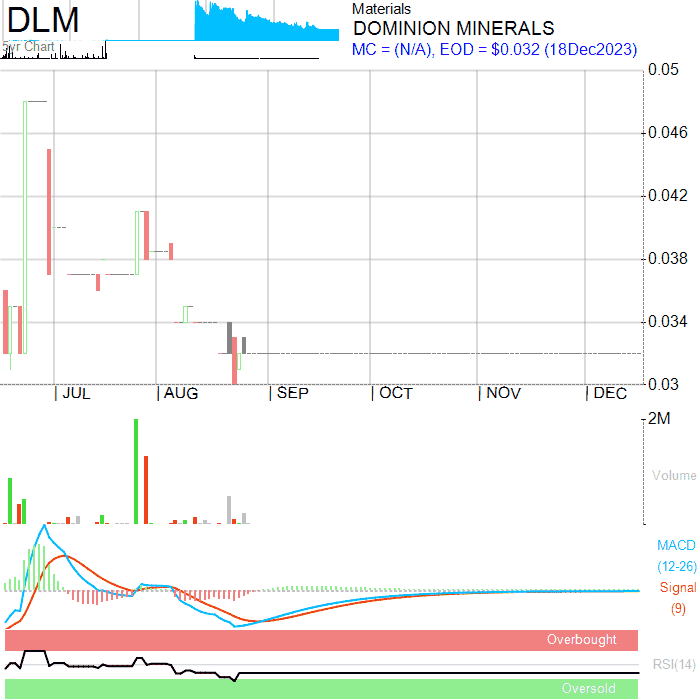 DLM
Materials
DOMINION MINERALS
5yr Chart
MC = (N/A), EOD = $0.032 (18Dec2023)
0.05
0.046
0.042
0.038
0.034
0.03
JUL
AUG
SEP
OCT
NOV
DEC
2M
Volume
MACD
(12-26)
Signal
(9)
Overbought
RSI(14)
Oversold